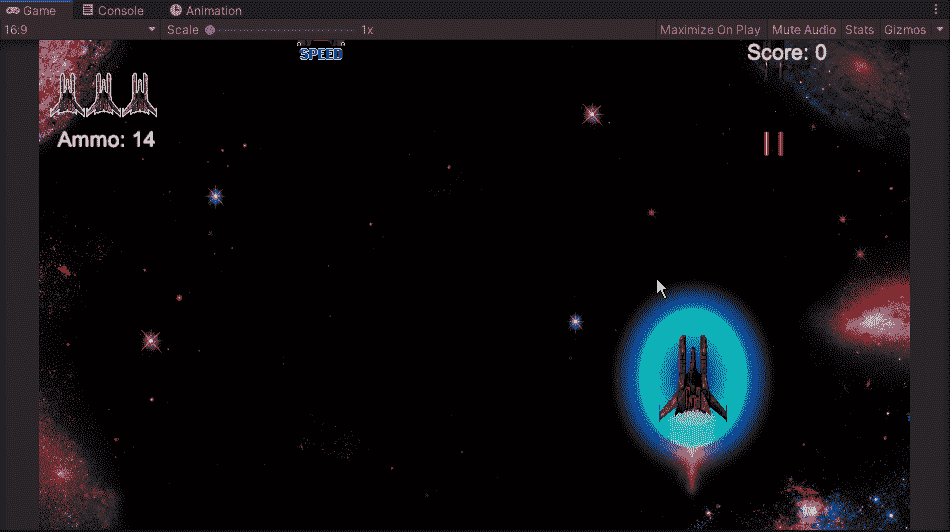 Game Console Animation
16:9 Scale 1x Maximize On Play Mute Audio Stats Gizmos
SPEED
Score: 0
Ammo: 14